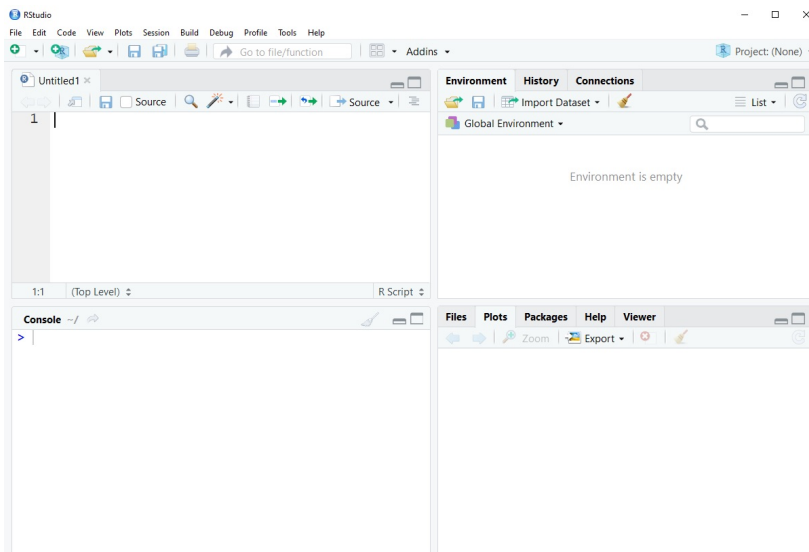 RStudio
File Edit Code View Plots Session Build Debug Profile Tools Help
Go to file/function Addins Project: (None)
Untitled1
Source Source
1
1:1 (Top Level) R Script
Console ~/
>
Environment History Connections
Import Dataset List
Global Environment
Environment is empty
Files Plots Packages Help Viewer
Zoom Export